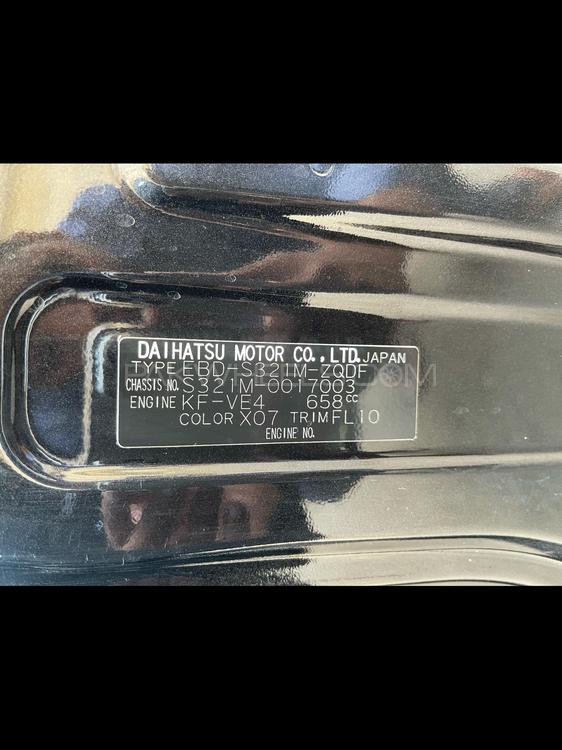 DAIHATSU MOTOR CO., LTD. JAPAN
TYPE EBD-S321M-ZQDF
CHASSIS NO. S321M-0017003
ENGINE KF-VE4 658cc
COLOR X07 TRIM FL10
ENGINE NO.